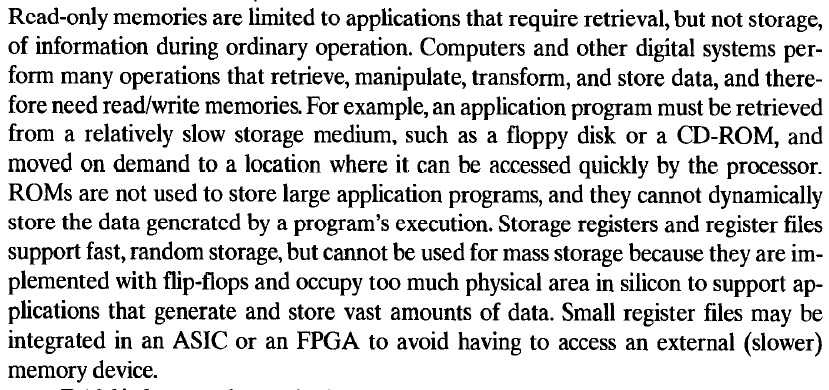 Read-only memories are limited to applications that require retrieval, but not storage,
of information during ordinary operation. Computers and other digital systems per-
form many operations that retrieve, manipulate, transform, and store data, and there-
fore need read/write memories. For example, an application program must be retrieved
from a relatively slow storage medium, such as a floppy disk or a CD-ROM, and
moved on demand to a location where it can be accessed quickly by the processor.
ROMs are not used to store large application programs, and they cannot dynamically
store the data generated by a program's execution. Storage registers and register files
support fast, random storage, but cannot be used for mass storage because they are im-
plemented with flip-flops and occupy too much physical area in silicon to support ap-
plications that generate and store vast amounts of data. Small register files may be
integrated in an ASIC or an FPGA to avoid having to access an external (slower)
memory device.